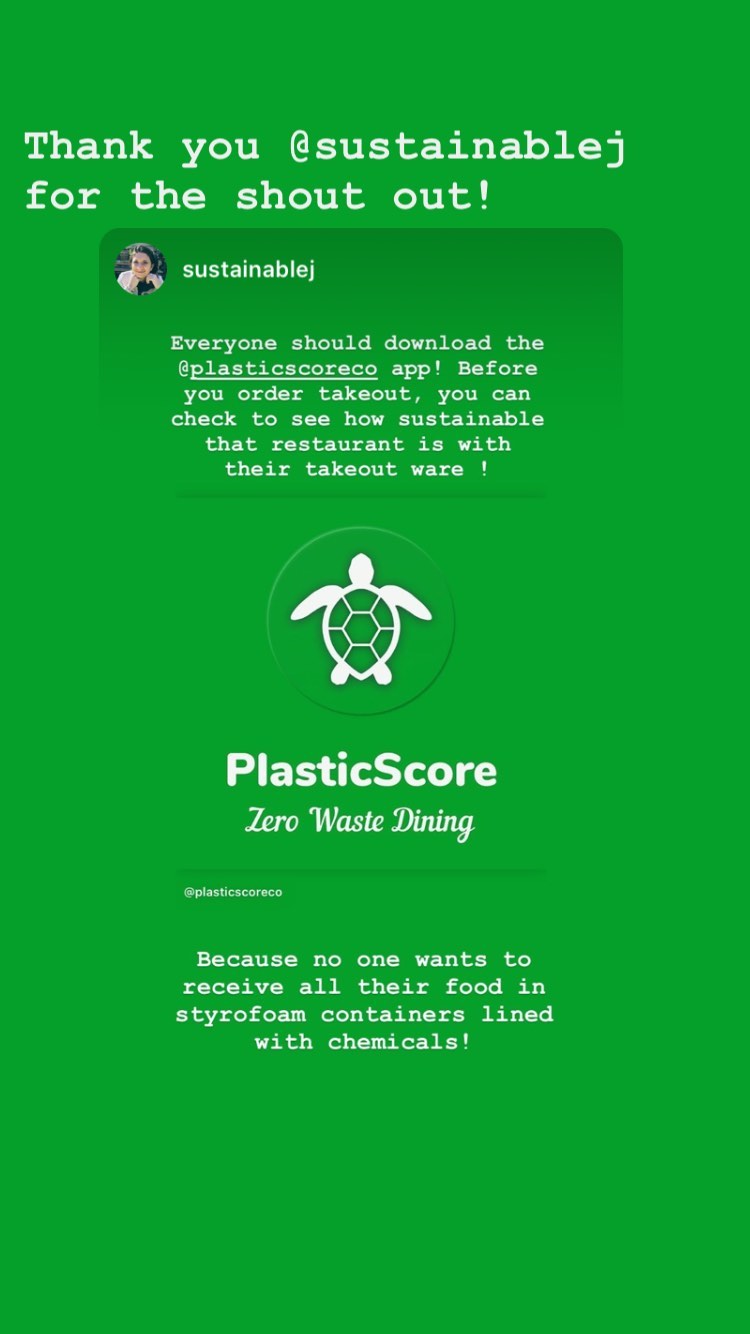 Thank you @sustainablej
for the shout out!
sustainablej
Everyone should download the
@plasticscoreco app! Before
you order takeout, you can
check to see how sustainable
that restaurant is with
their takeout ware !
PlasticScore
Zero Waste Dining
@plasticscoreco
Because no one wants to
receive all their food in
styrofoam containers lined
with chemicals!